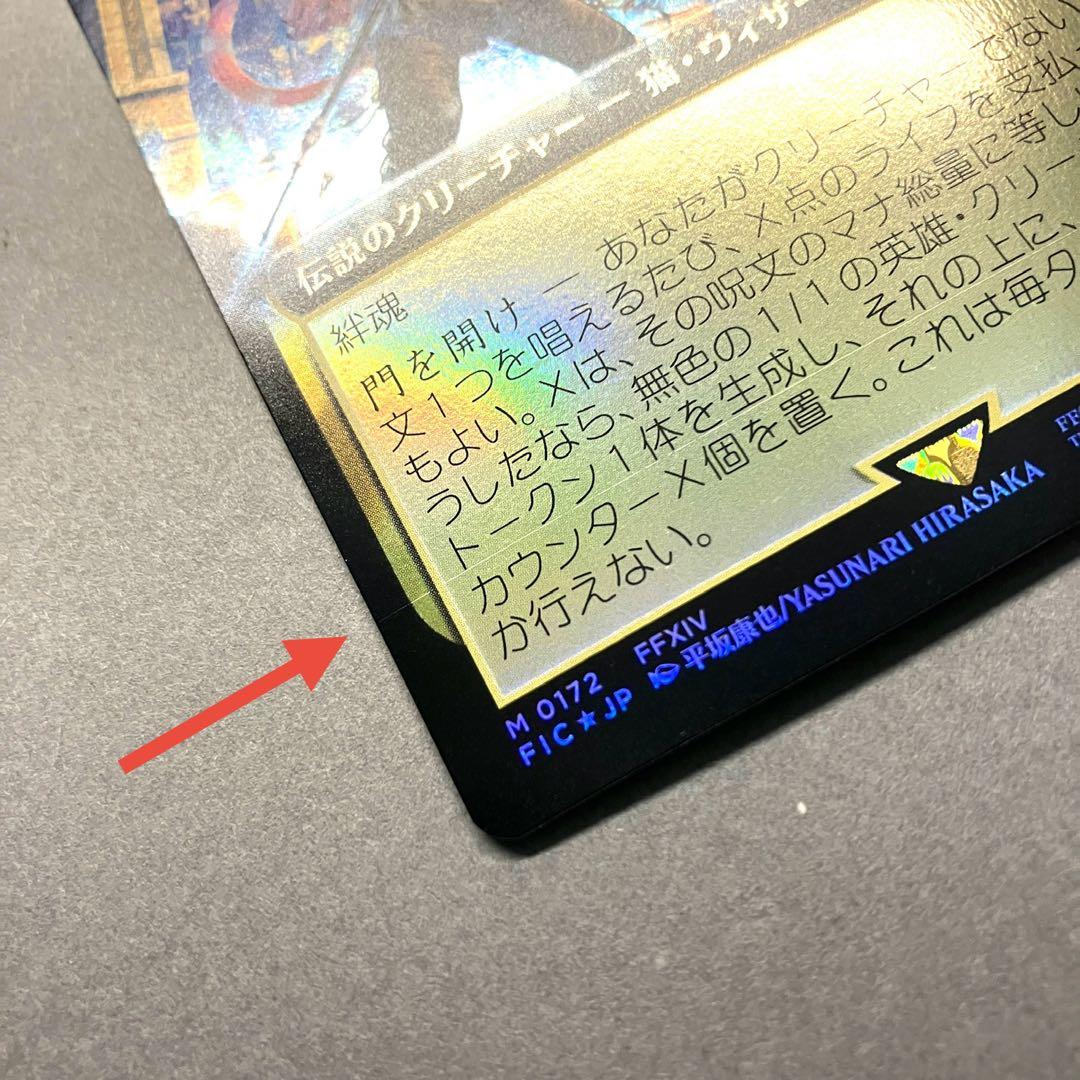 伝説のクリーチャー — 猫・ウィザー
絆魂
門を開け — あなたがクリーチャーでない
文1つを唱えるたび、X点のライフを支払
もよい。Xは、その呪文のマナ総量に等し
うしたなら、無色の1/1の英雄・クリー
トークン1体を生成し、それの上に、
カウンターX個を置く。これは毎タ
が行えない。
M 0172 FFXIV
FIC★JP 平坂康也/YASUNARI HIRASAKA